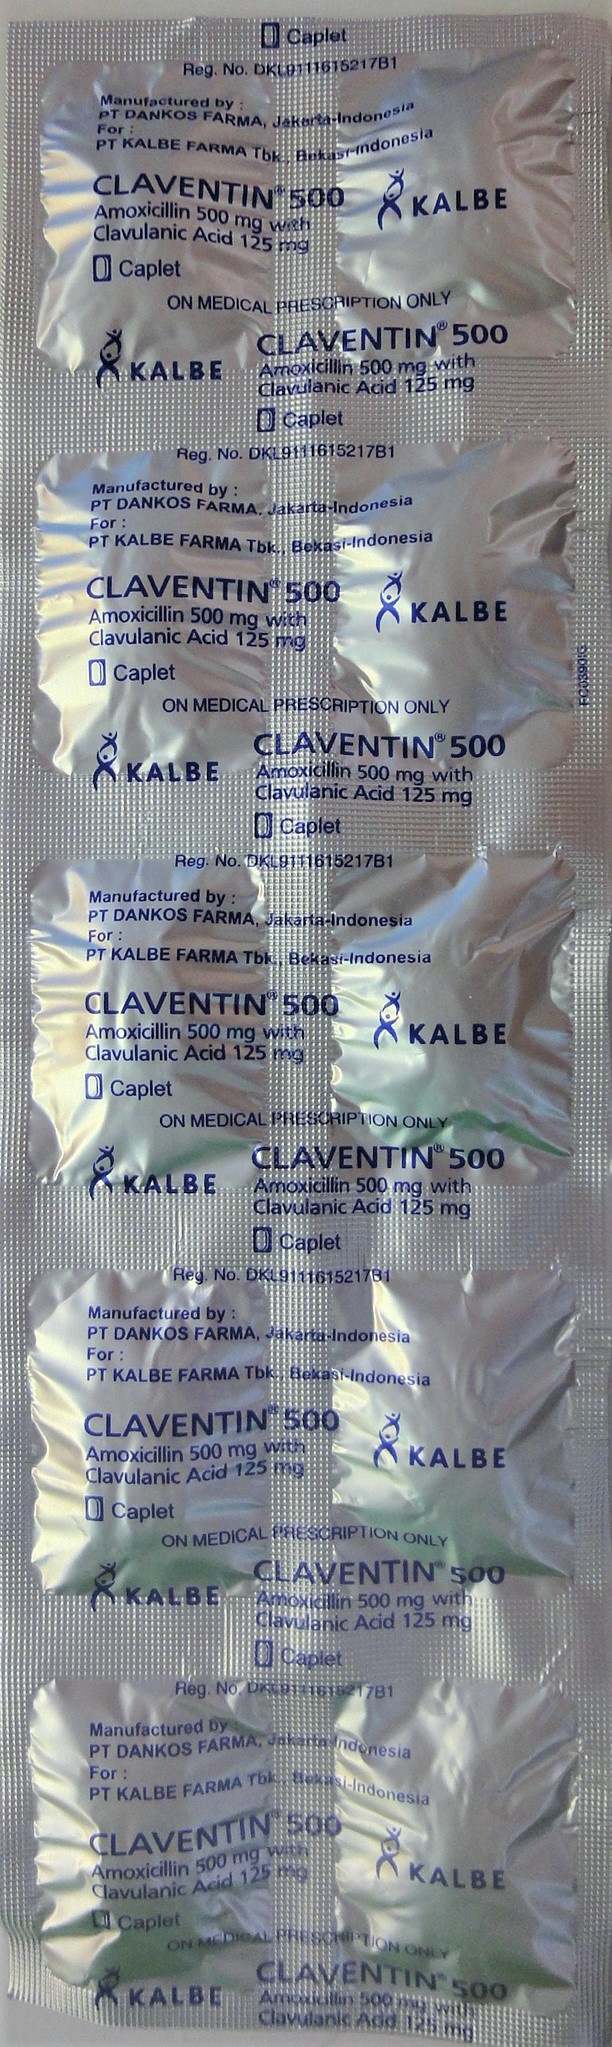 Caplet
Reg. No. DKL9111615217B1
Manufactured by :
PT DANKOS FARMA, Jakarta-Indonesia
For :
PT KALBE FARMA Tbk., Bekasi-Indonesia
CLAVENTIN® 500
Amoxicillin 500 mg with
Clavulanic Acid 125 mg
Caplet
KALBE
ON MEDICAL PRESCRIPTION ONLY
KALBE
CLAVENTIN® 500
Amoxicillin 500 mg with
Clavulanic Acid 125 mg
Caplet
Reg. No. DKL9111615217B1
Manufactured by :
PT DANKOS FARMA, Jakarta-Indonesia
For :
PT KALBE FARMA Tbk., Bekasi-Indonesia
CLAVENTIN® 500
Amoxicillin 500 mg with
Clavulanic Acid 125 mg
Caplet
KALBE
ON MEDICAL PRESCRIPTION ONLY
KALBE
CLAVENTIN® 500
Amoxicillin 500 mg with
Clavulanic Acid 125 mg
Caplet
Reg. No. DKL9111615217B1
Manufactured by :
PT DANKOS FARMA, Jakarta-Indonesia
For :
PT KALBE FARMA Tbk., Bekasi-Indonesia
CLAVENTIN® 500
Amoxicillin 500 mg with
Clavulanic Acid 125 mg
Caplet
KALBE
ON MEDICAL PRESCRIPTION ONLY
KALBE
CLAVENTIN® 500
Amoxicillin 500 mg with
Clavulanic Acid 125 mg
Caplet
Reg. No. DKL9111615217B1
Manufactured by :
PT DANKOS FARMA, Jakarta-Indonesia
For :
PT KALBE FARMA Tbk., Bekasi-Indonesia
CLAVENTIN® 500
Amoxicillin 500 mg with
Clavulanic Acid 125 mg
Caplet
KALBE
ON MEDICAL PRESCRIPTION ONLY
KALBE
CLAVENTIN® 500
Amoxicillin 500 mg with
Clavulanic Acid 125 mg
Caplet
Reg. No. DKL9111615217B1
Manufactured by :
PT DANKOS FARMA, Jakarta-Indonesia
For :
PT KALBE FARMA Tbk., Bekasi-Indonesia
CLAVENTIN® 500
Amoxicillin 500 mg with
Clavulanic Acid 125 mg
Caplet
KALBE
ON MEDICAL PRESCRIPTION ONLY
KALBE
CLAVENTIN® 500
Amoxicillin 500 mg with
Clavulanic Acid 125 mg